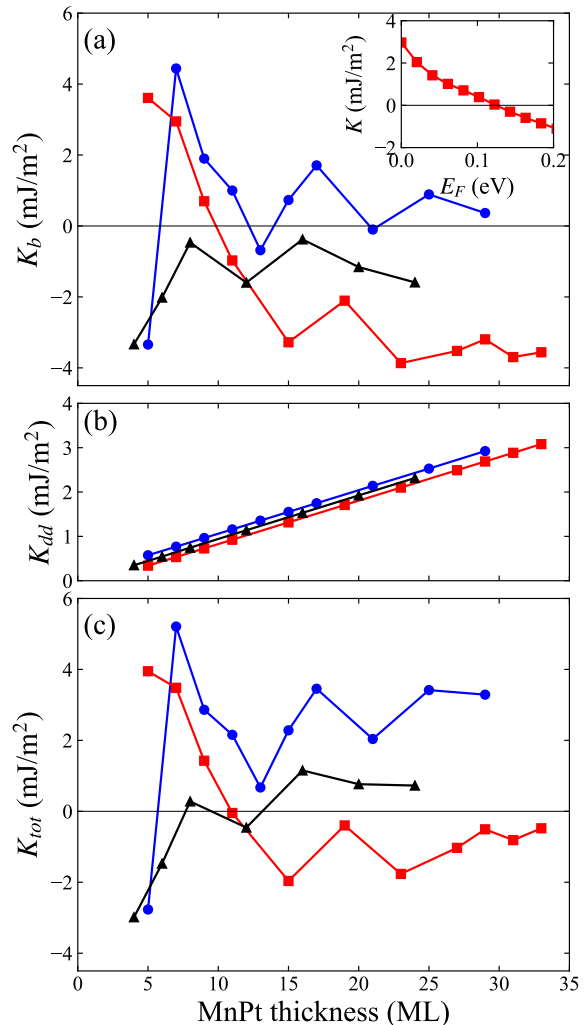 (a)
K_b (mJ/m²)
6
4
2
0
−2
−4
K (mJ/m²)
4
2
0
−2
0.0 0.1 0.2
E_F (eV)
(b)
K_dd (mJ/m²)
4
3
2
1
0
(c)
K_tot (mJ/m²)
6
4
2
0
−2
−4
0 5 10 15 20 25 30 35
MnPt thickness (ML)